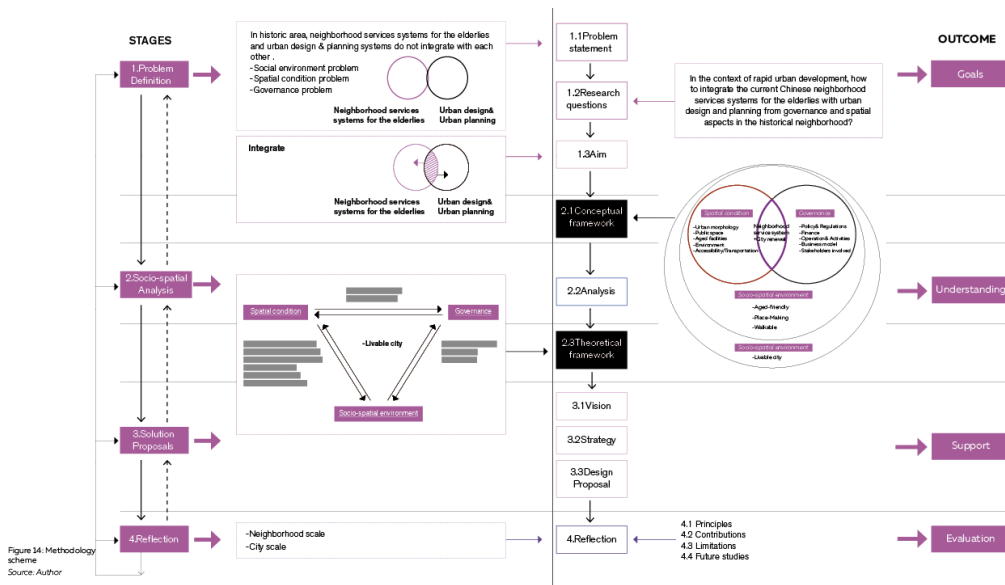 STAGES
OUTCOME
1.Problem
Definition
In historic area, neighborhood services systems for the elderlies
and urban design & planning systems do not integrate with each
other .
-Social environment problem
-Spatial condition problem
-Governance problem
Neighborhood services
systems for the elderlies
Urban design&
Urban planning
1.1Problem
statement
1.2Research
questions
In the context of rapid urban development, how
to integrate the current Chinese neighborhood
services systems for the elderlies with urban
design and planning from governance and spatial
aspects in the historical neighborhood?
Goals
Integrate
Neighborhood services
systems for the elderlies
Urban design&
Urban planning
1.3Aim
2.1Conceptual
framework
Spatial condition
-Urban morphology
-Public space
-Aged facilities
-Environment
-Accessibility/Transportation
Neighborhood
service system
-City renewal
Governance
-Policy& Regulations
-Finance
-Operation& Activities
-Business model
-Stakeholders involved
Socio-spatial environment
-Aged-friendly
-Place-Making
-Walkable
Socio-spatial environment
-Livable city
2.Socio-spatial
Analysis
Spatial condition
Governance
-Livable city
Socio-spatial environment
2.2Analysis
2.3Theoretical
framework
Understanding
3.Solution
Proposals
3.1Vision
3.2Strategy
3.3Design
Proposal
Support
4.Reflection
-Neighborhood scale
-City scale
4.Reflection
4.1 Principles
4.2 Contributions
4.3 Limitations
4.4 Future studies
Evaluation
Figure 14: Methodology
scheme
Source: Author